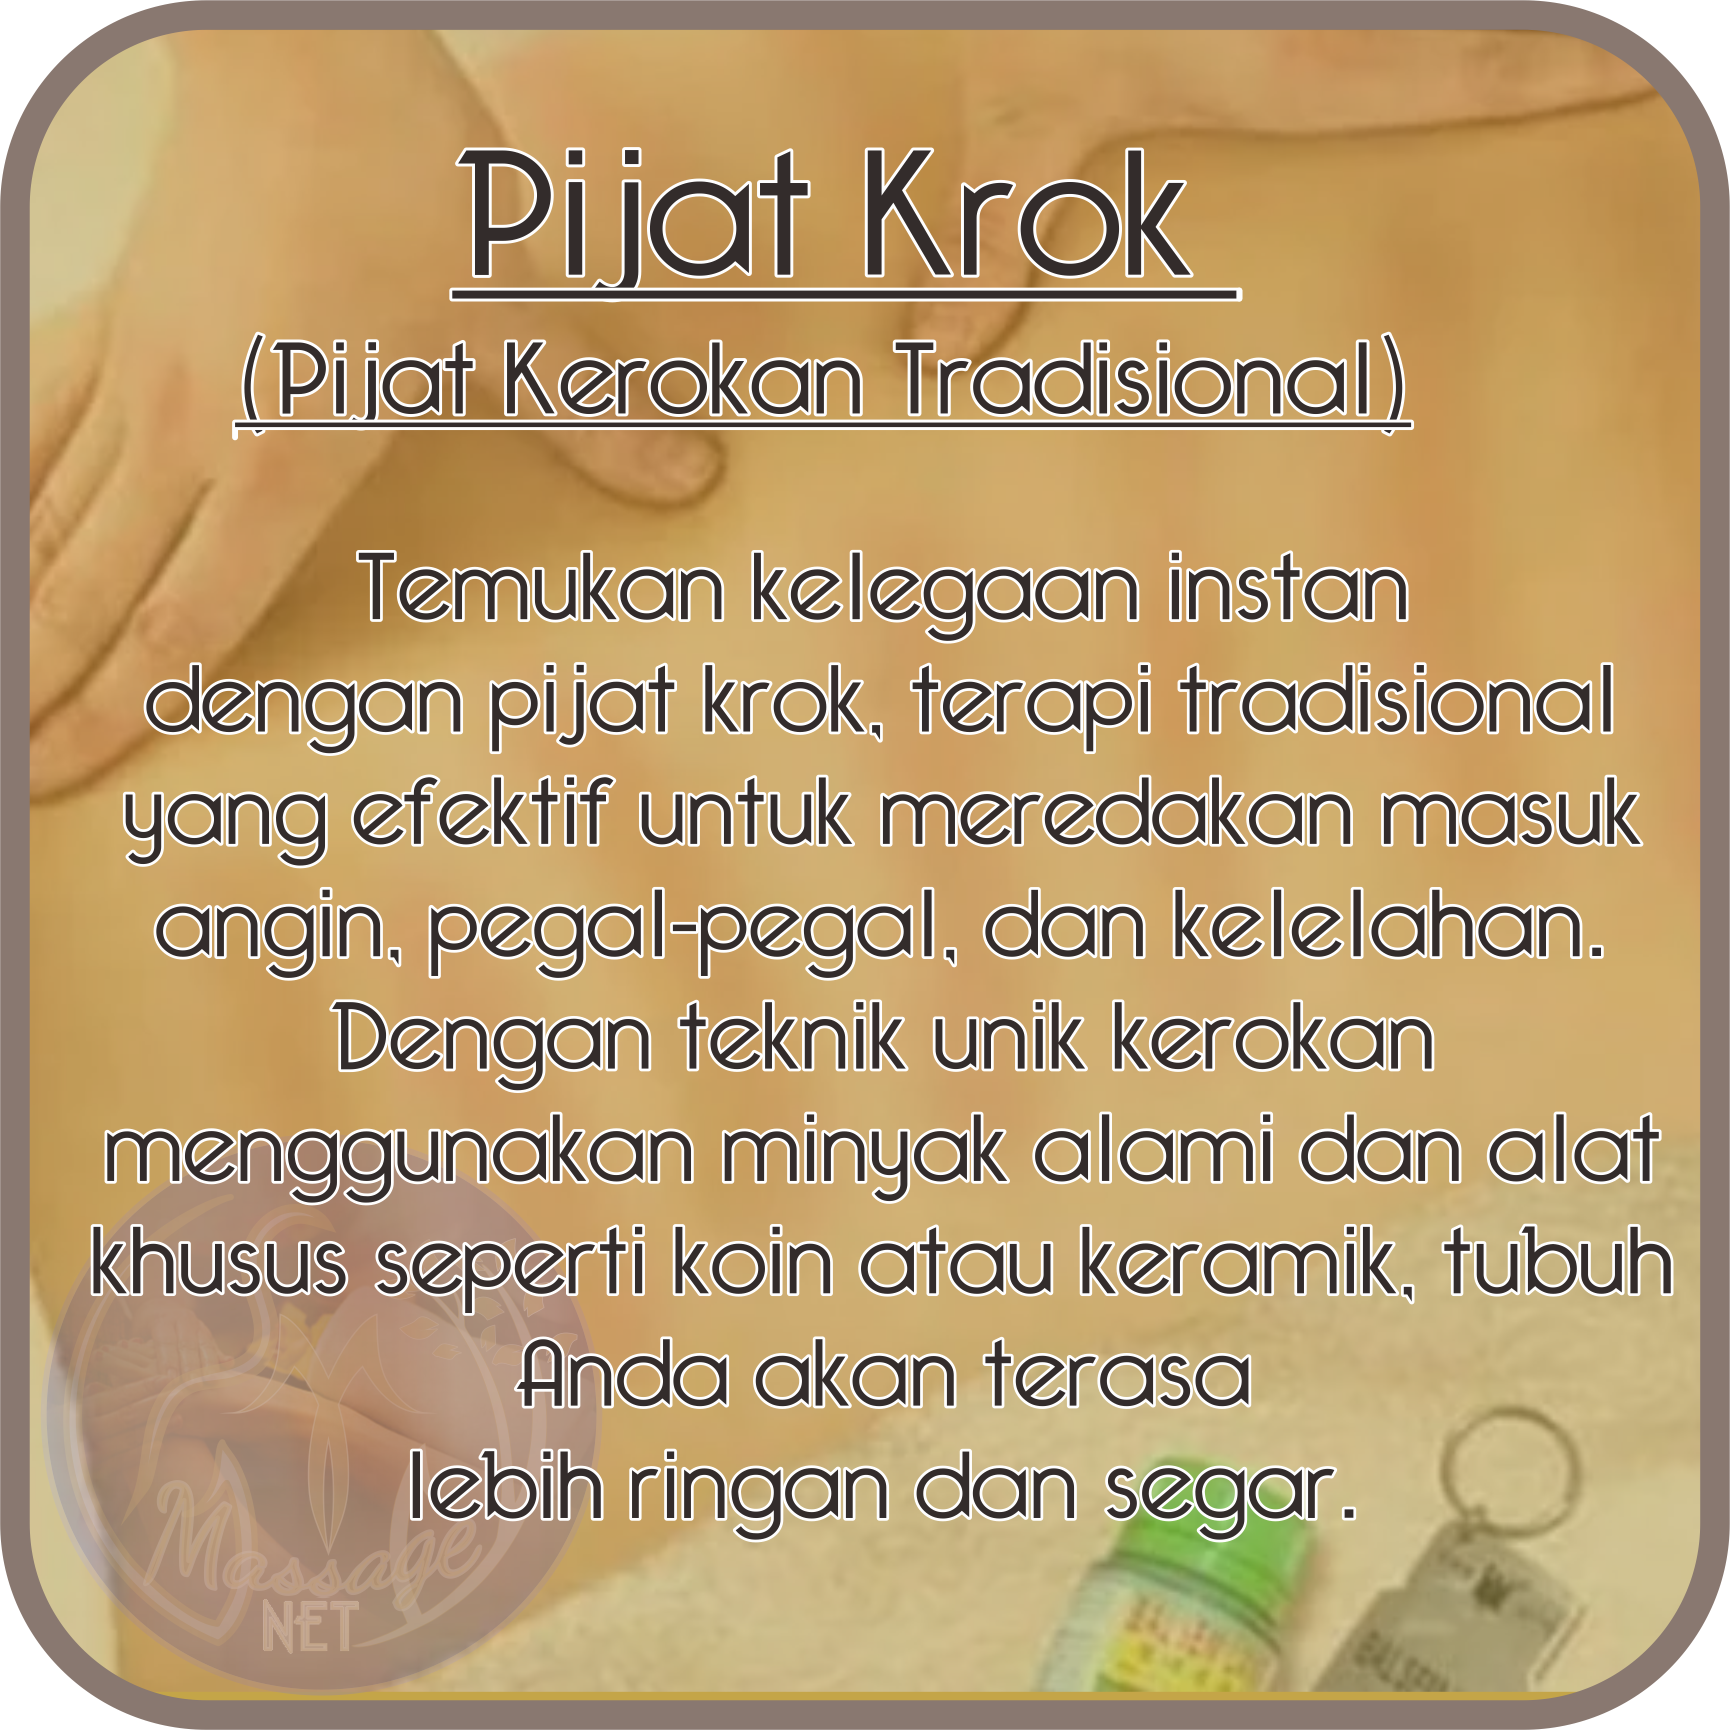 Pijat Krok
(Pijat Kerokan Tradisional)
Temukan kelegaan instan
dengan pijat krok, terapi tradisional
yang efektif untuk meredakan masuk
angin, pegal-pegal, dan kelelahan.
Dengan teknik unik kerokan
menggunakan minyak alami dan alat
khusus seperti koin atau keramik, tubuh
Anda akan terasa
lebih ringan dan segar.
Massage
NET